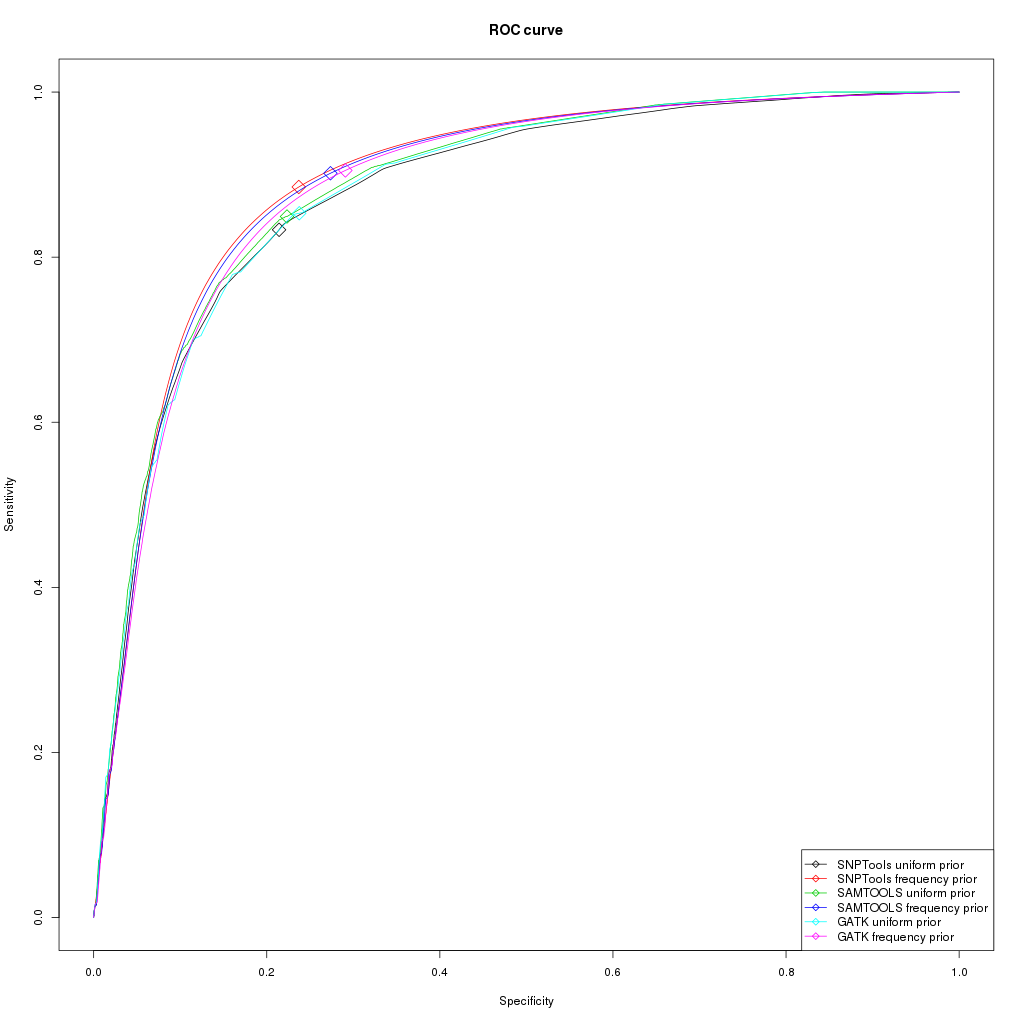 ROC curve
1.0
0.8
0.6
0.4
0.2
0.0
Sensitivity
0.0 0.2 0.4 0.6 0.8 1.0
Specificity
SNPTools uniform prior
SNPTools frequency prior
SAMTOOLS uniform prior
SAMTOOLS frequency prior
GATK uniform prior
GATK frequency prior